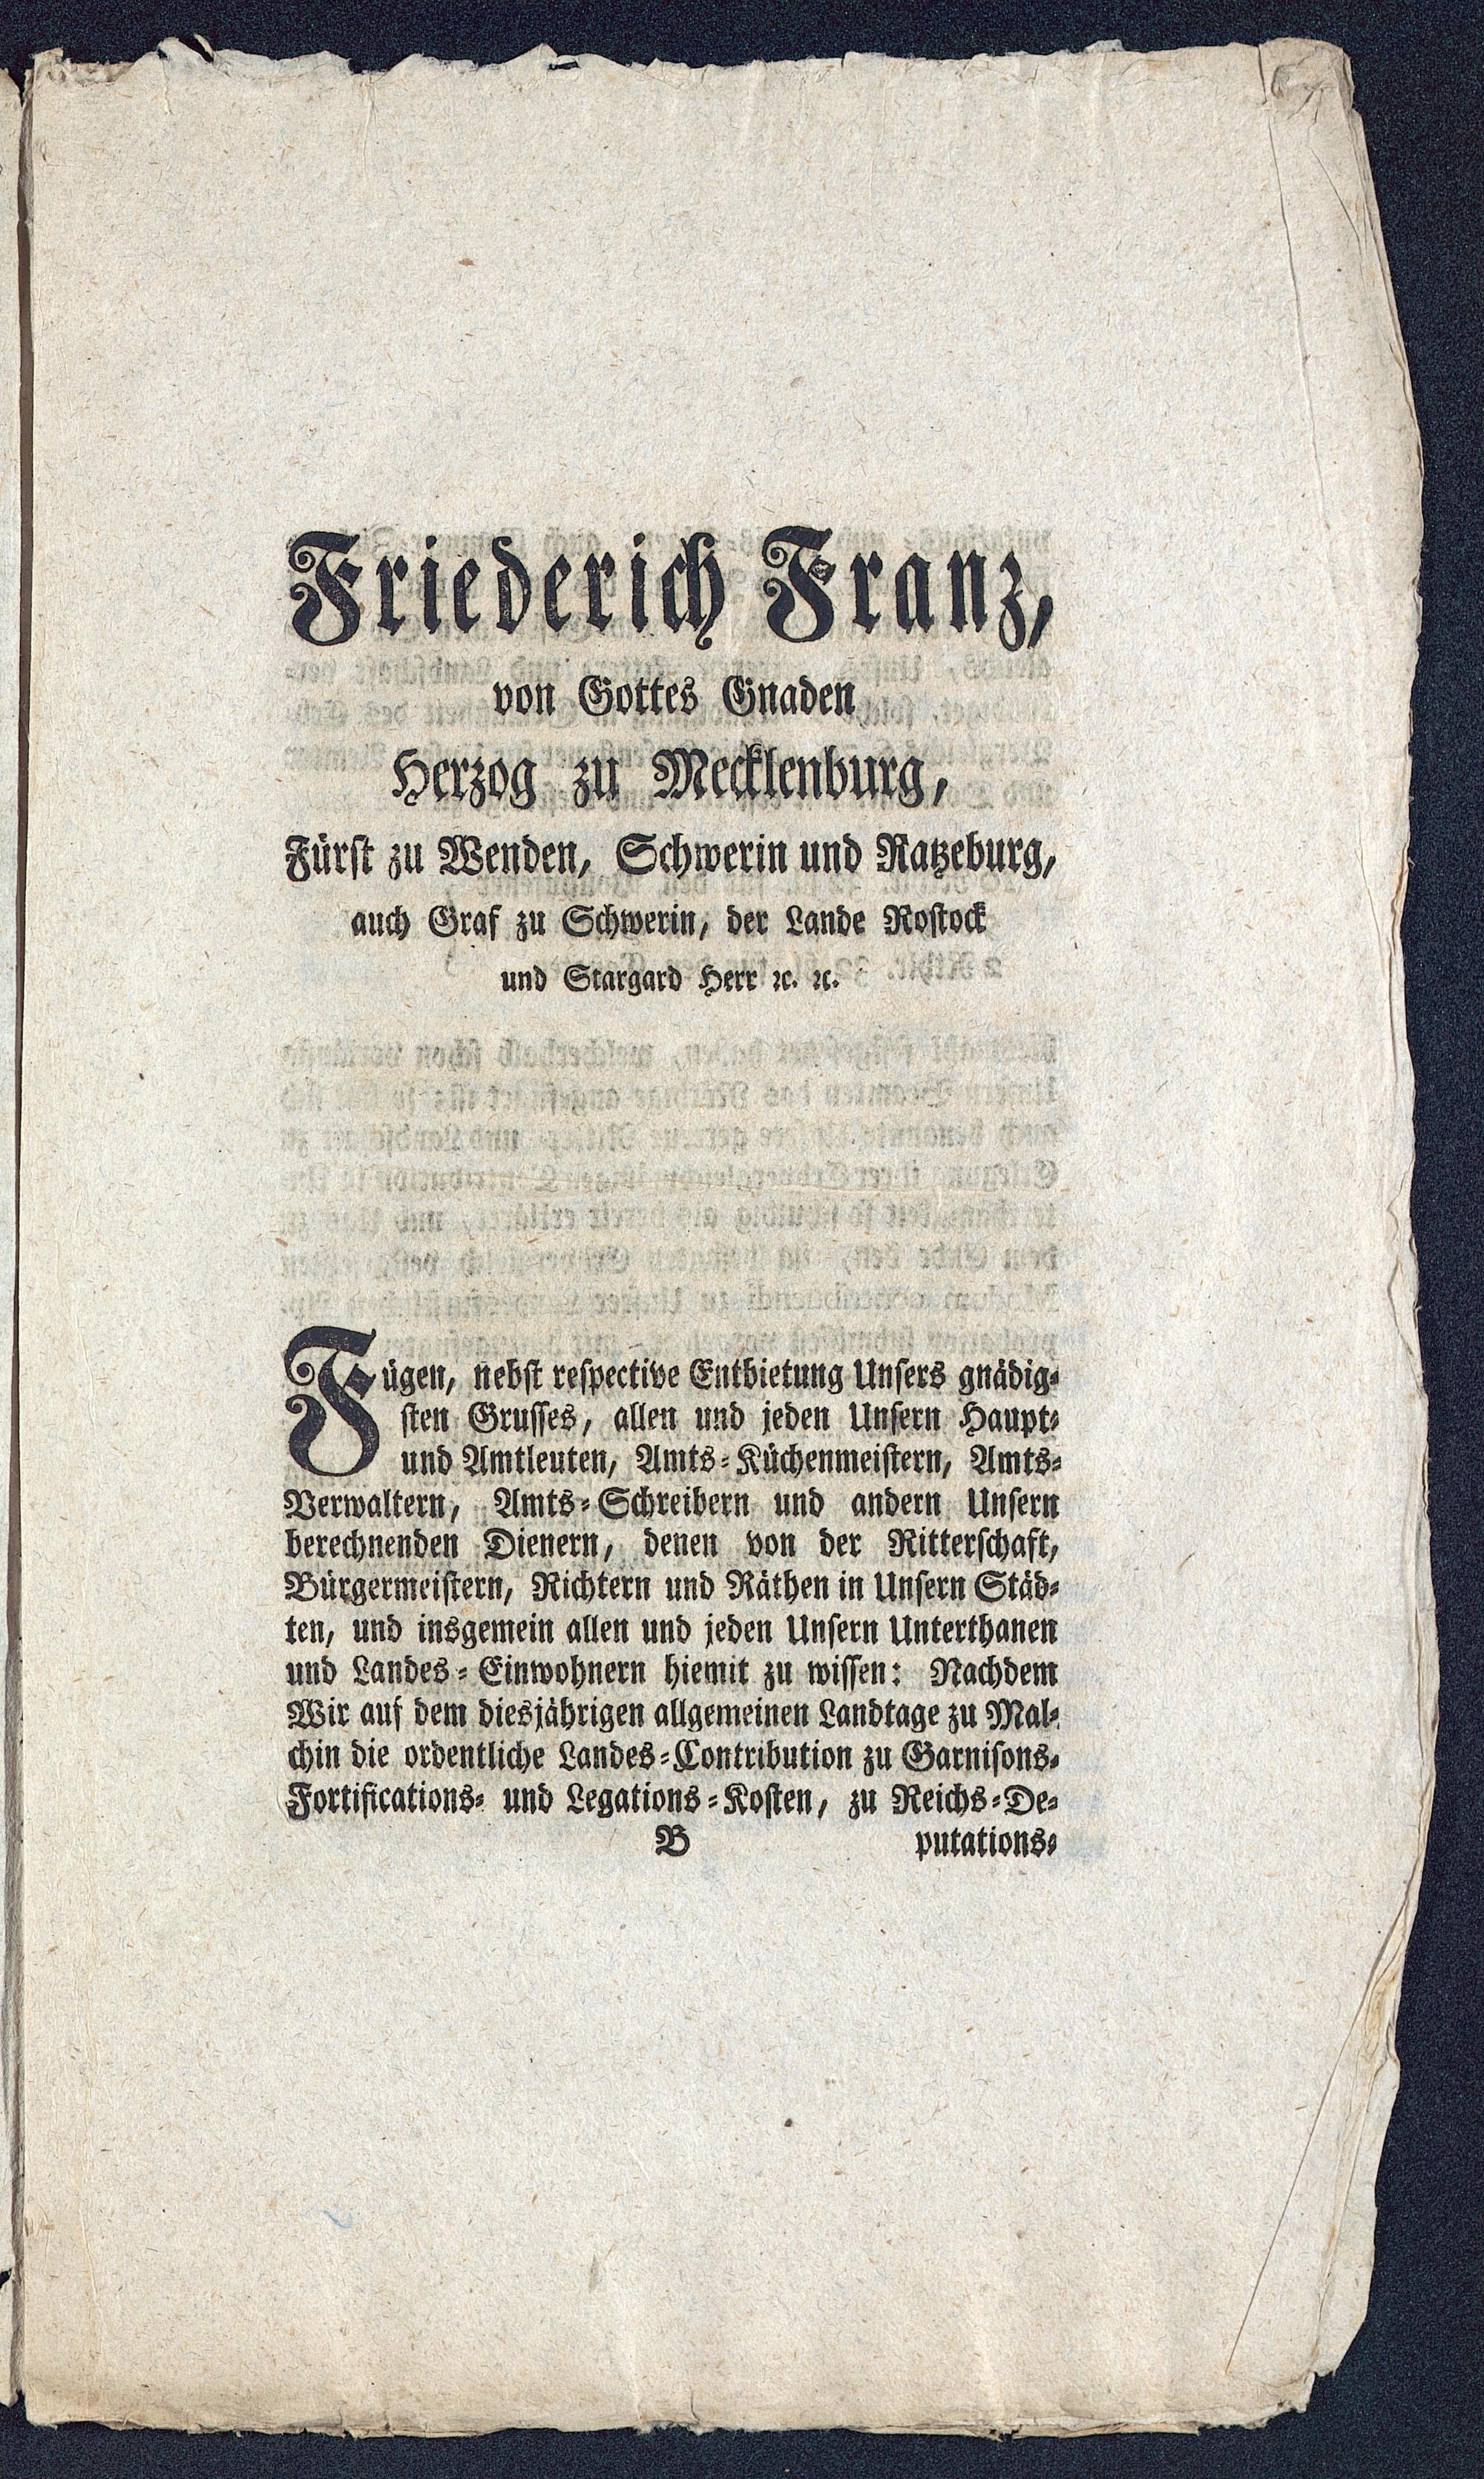 Friederich Franz,
von Gottes Gnaden
Herzog zu Mecklenburg,
Fürst zu Wenden, Schwerin und Ratzeburg,
auch Graf zu Schwerin, der Lande Rostock
und Stargard Herr ꝛc. ꝛc.
Fügen, nebst respective Entbietung Unsers gnädig-
sten Grusses, allen und jeden Unsern Haupt-
und Amtleuten, Amts-Küchenmeistern, Amts-
Verwaltern, Amts-Schreibern und andern Unsern
berechnenden Dienern, denen von der Ritterschaft,
Bürgermeistern, Richtern und Räthen in Unsern Städ-
ten, und insgemein allen und jeden Unsern Unterthanen
und Landes-Einwohnern hiemit zu wissen: Nachdem
Wir auf dem diesjährigen allgemeinen Landtage zu Mal-
chin die ordentliche Landes-Contribution zu Garnisons-
Fortifications- und Legations-Kosten, zu Reichs-De-
B putations-